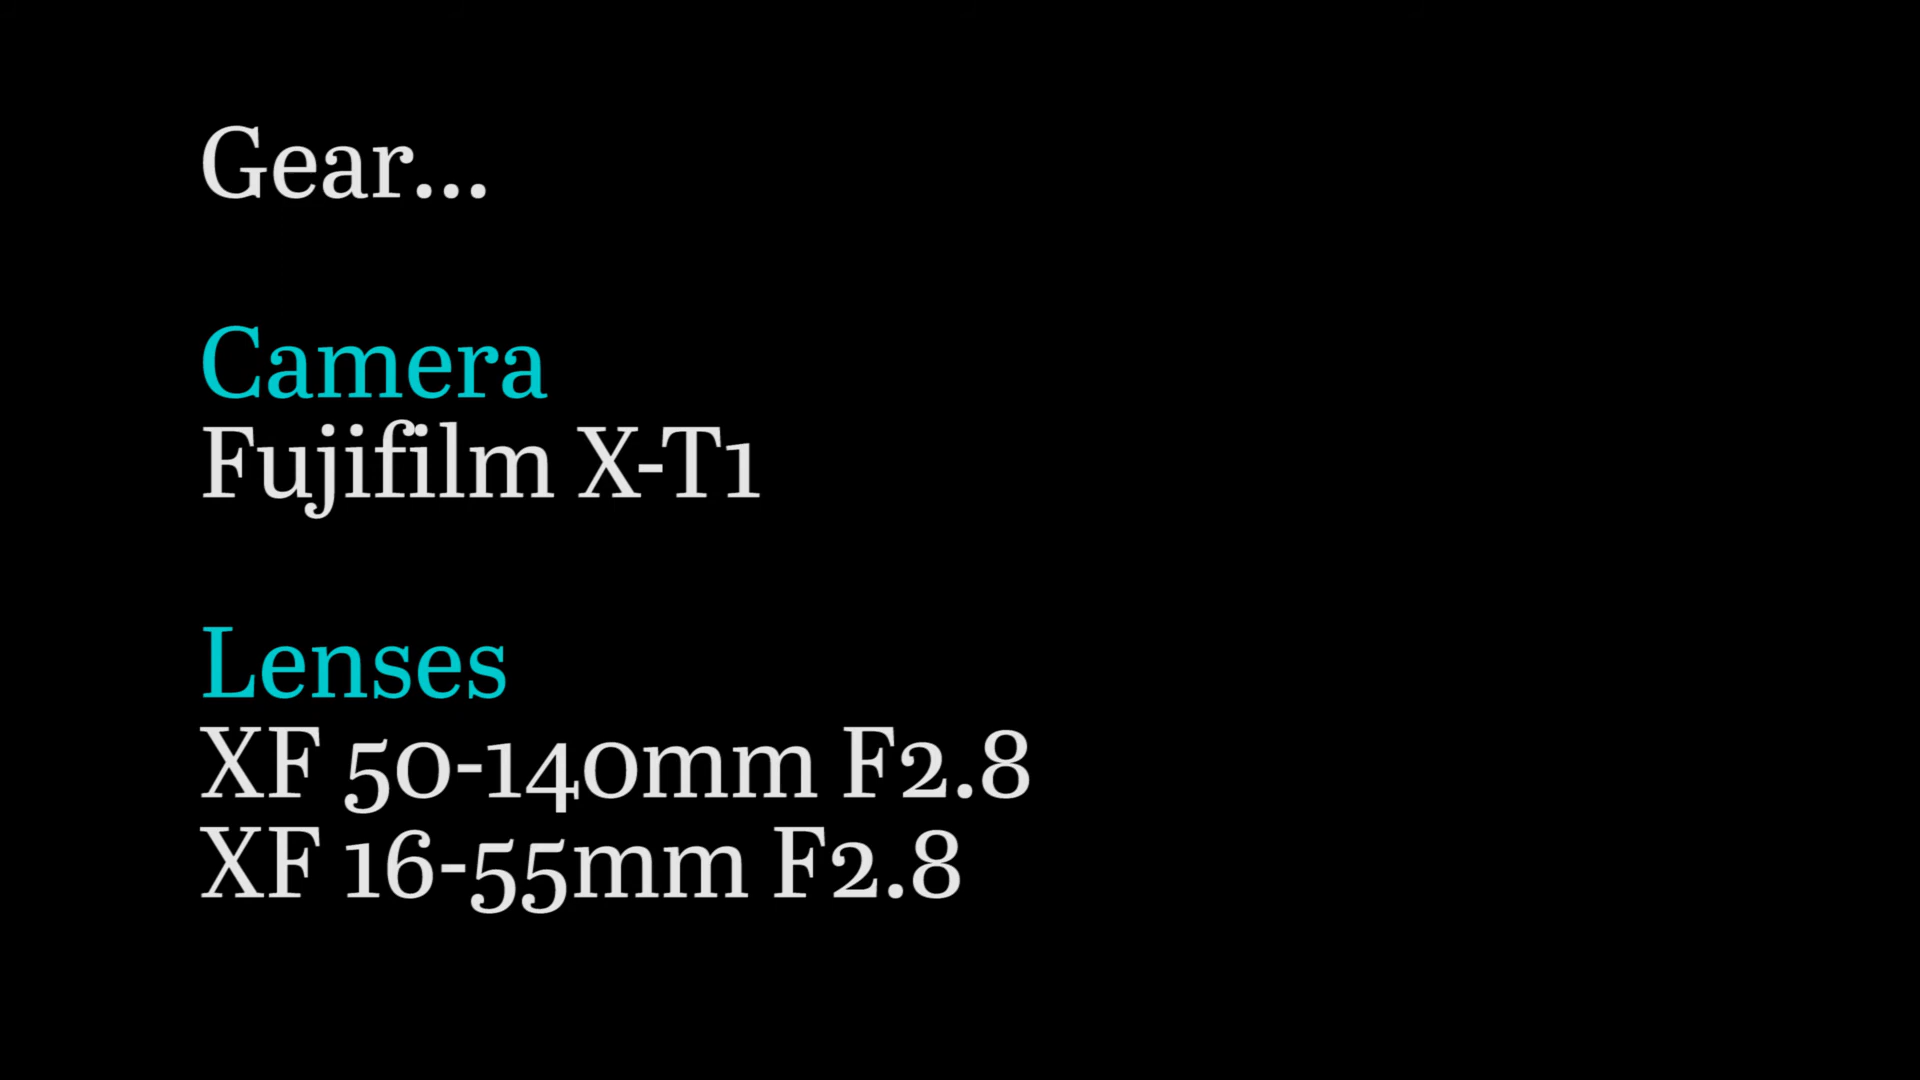 Gear...
Camera
Fujifilm X-T1
Lenses
XF 50-140mm F2.8
XF 16-55mm F2.8